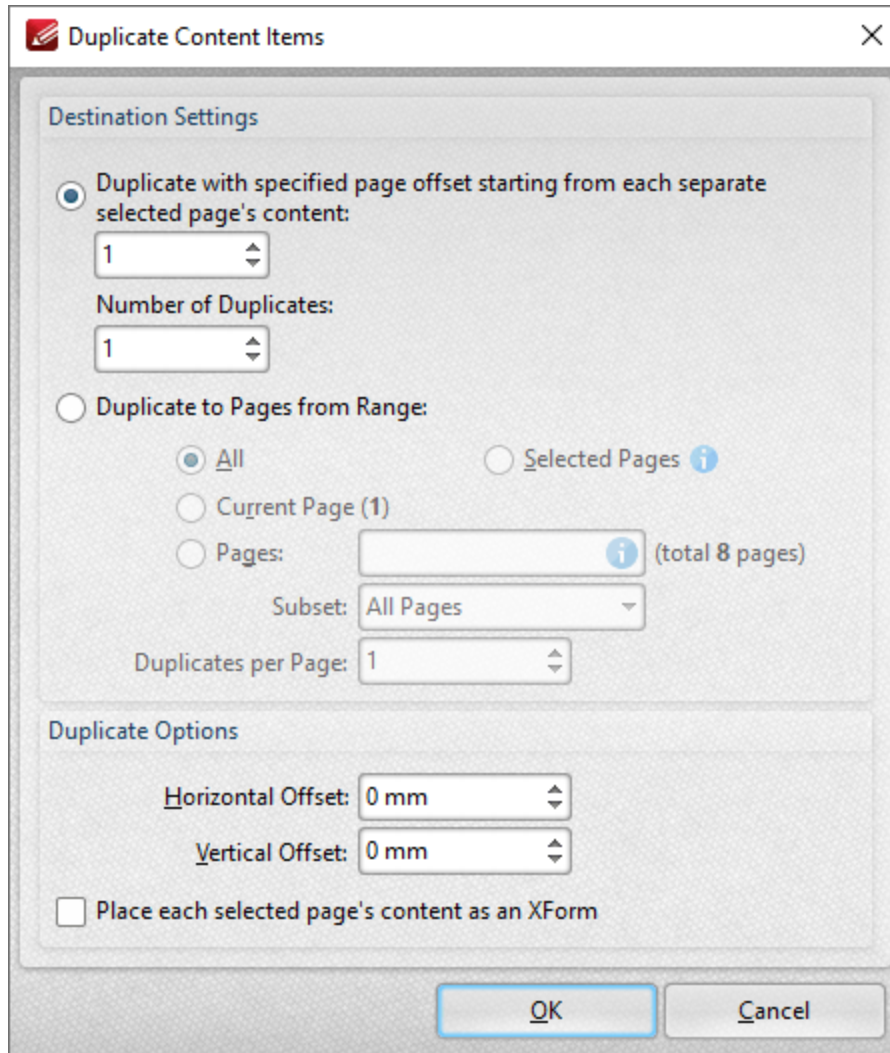 Duplicate Content Items
Destination Settings
Duplicate with specified page offset starting from each separate
selected page's content:
1
Number of Duplicates:
1
Duplicate to Pages from Range:
All Selected Pages i
Current Page (1)
Pages: i (total 8 pages)
Subset: All Pages
Duplicates per Page: 1
Duplicate Options
Horizontal Offset: 0 mm
Vertical Offset: 0 mm
Place each selected page's content as an XForm
OK Cancel